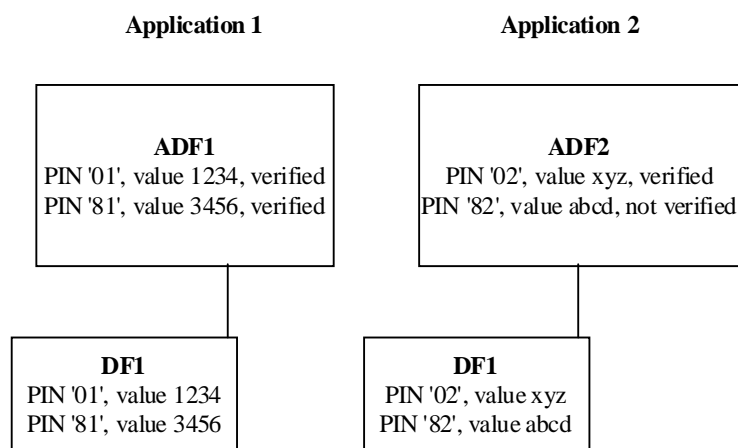 Application 1
Application 2
ADF1
PIN '01', value 1234, verified
PIN '81', value 3456, verified
ADF2
PIN '02', value xyz, verified
PIN '82', value abcd, not verified
DF1
PIN '01', value 1234
PIN '81', value 3456
DF1
PIN '02', value xyz
PIN '82', value abcd